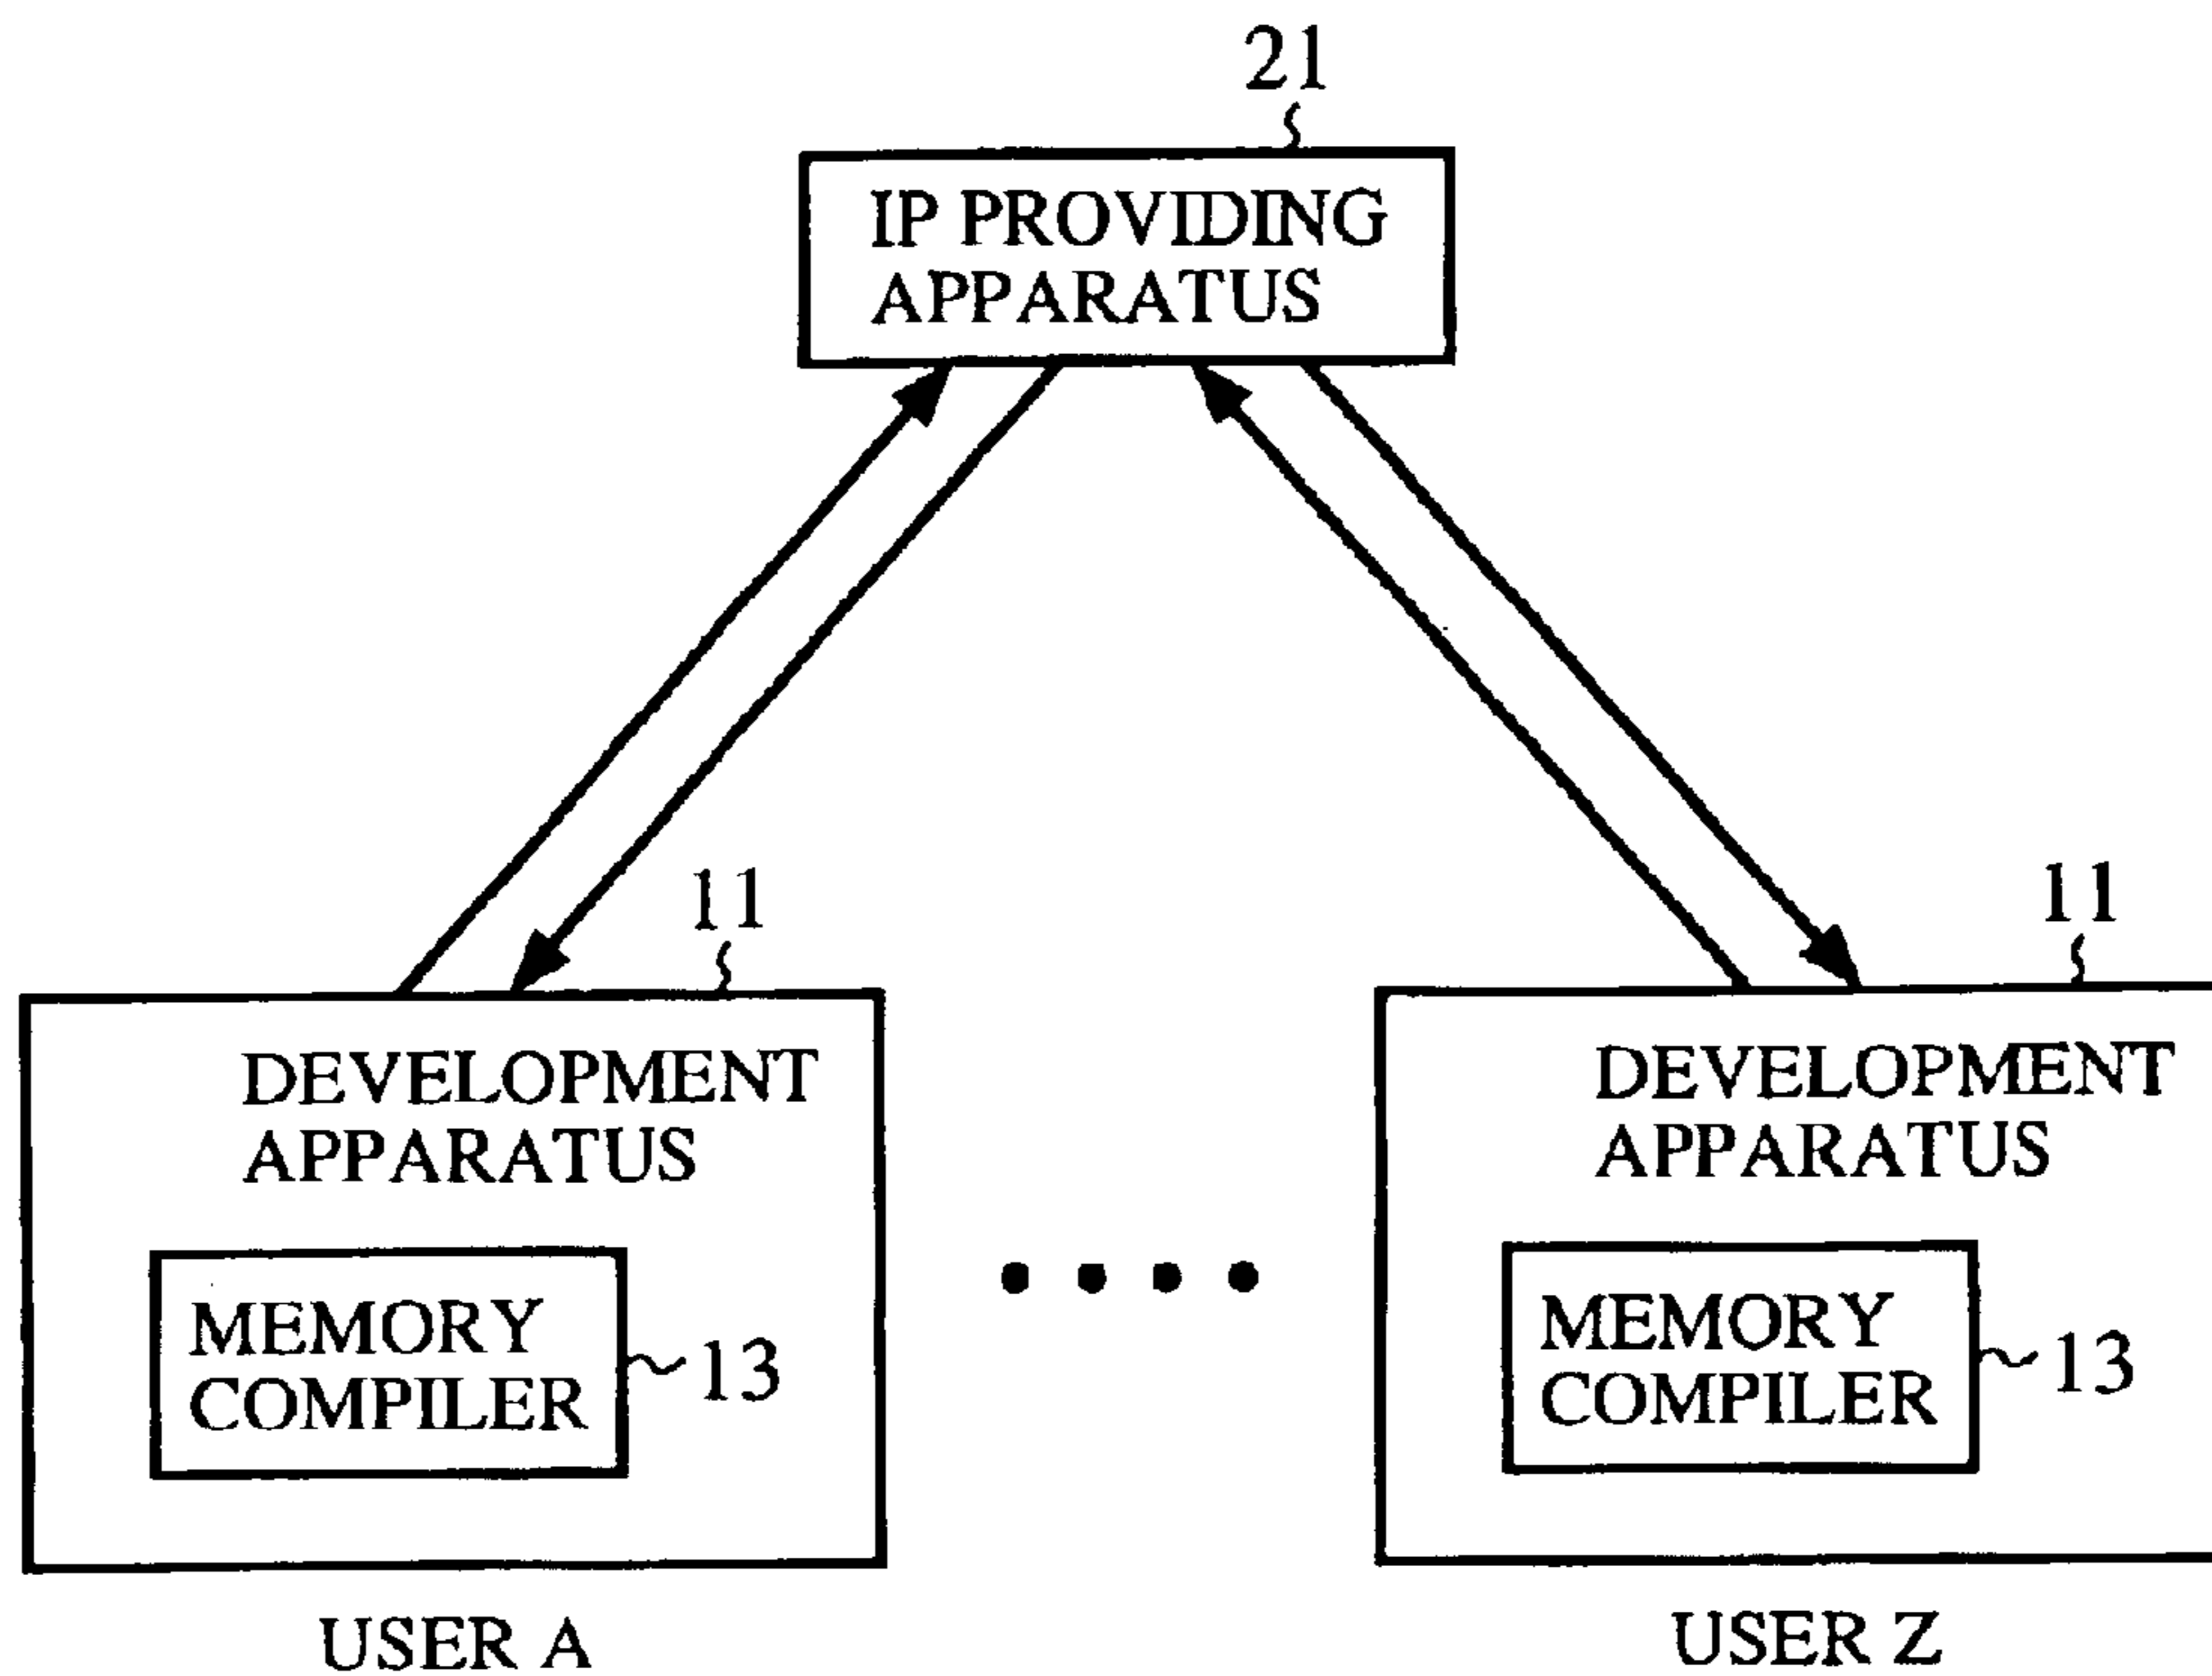 21
IP PROVIDING
APPARATUS
11
11
DEVELOPMENT
APPARATUS
MEMORY
COMPILER
13
USER A
DEVELOPMENT
APPARATUS
MEMORY
COMPILER
13
USER Z